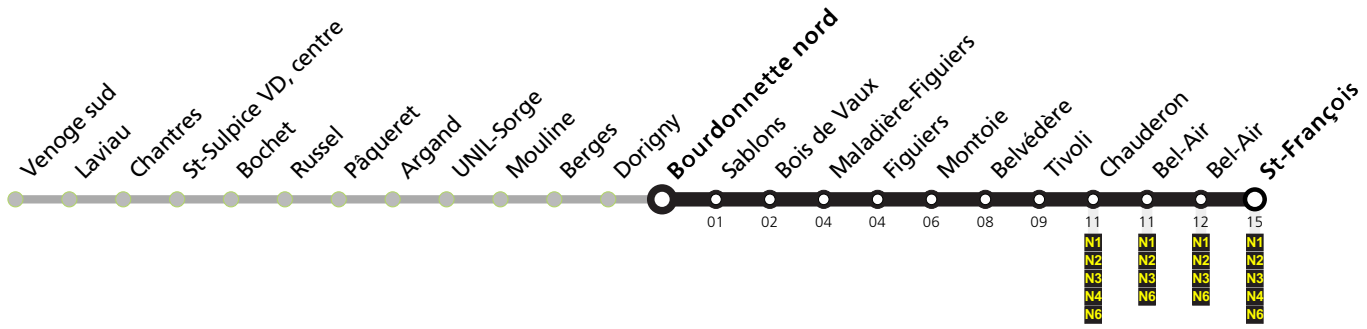 Venoge sud
Laviau
Chantres
St-Sulpice VD, centre
Bochet
Russel
Pâqueret
Argand
UNIL-Sorge
Mouline
Berges
Dorigny
Bourdonnette nord
Sablons
Bois de Vaux
Maladière-Figuiers
Figuiers
Montoie
Belvédère
Tivoli
Chauderon
Bel-Air
Bel-Air
St-François
01 02 04 04 06 08 09 11 11 12 15
N1 N1 N1 N1
N2 N2 N2 N2
N3 N3 N3 N3
N4 N6 N6 N4
N6 N6